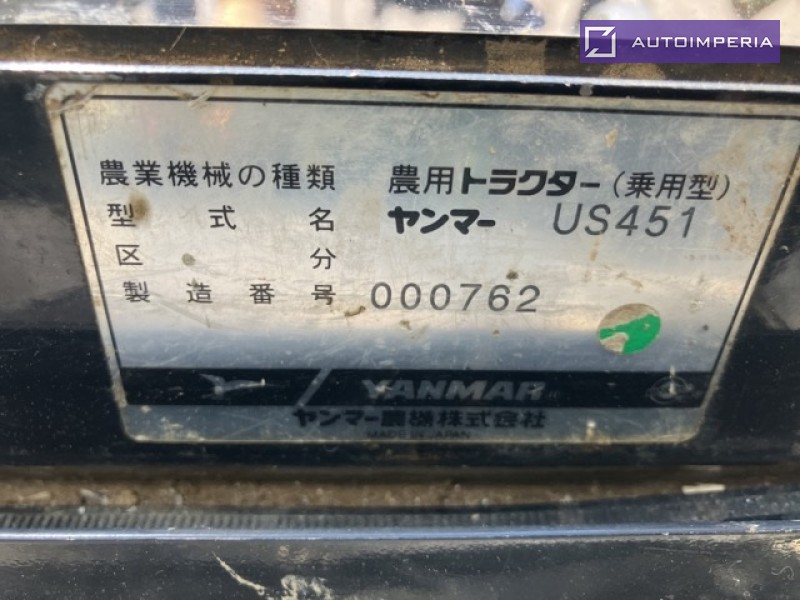 AUTOIMPERIA
農業機械の種類 農用トラクター(乗用型)
型式名 ヤンマー US451
区分
製造番号 000762
YANMAR
ヤンマー農機株式会社
MADE BY JAPAN